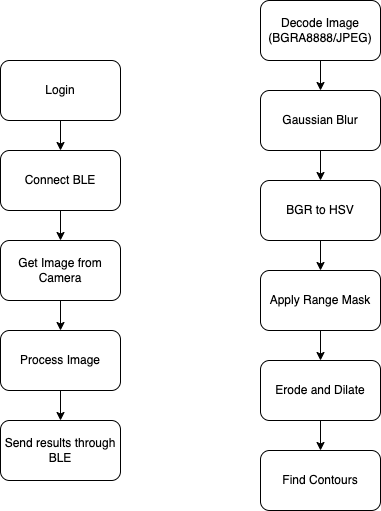 Login
Connect BLE
Get Image from
Camera
Process Image
Send results through
BLE
Decode Image
(BGRA8888/JPEG)
Gaussian Blur
BGR to HSV
Apply Range Mask
Erode and Dilate
Find Contours